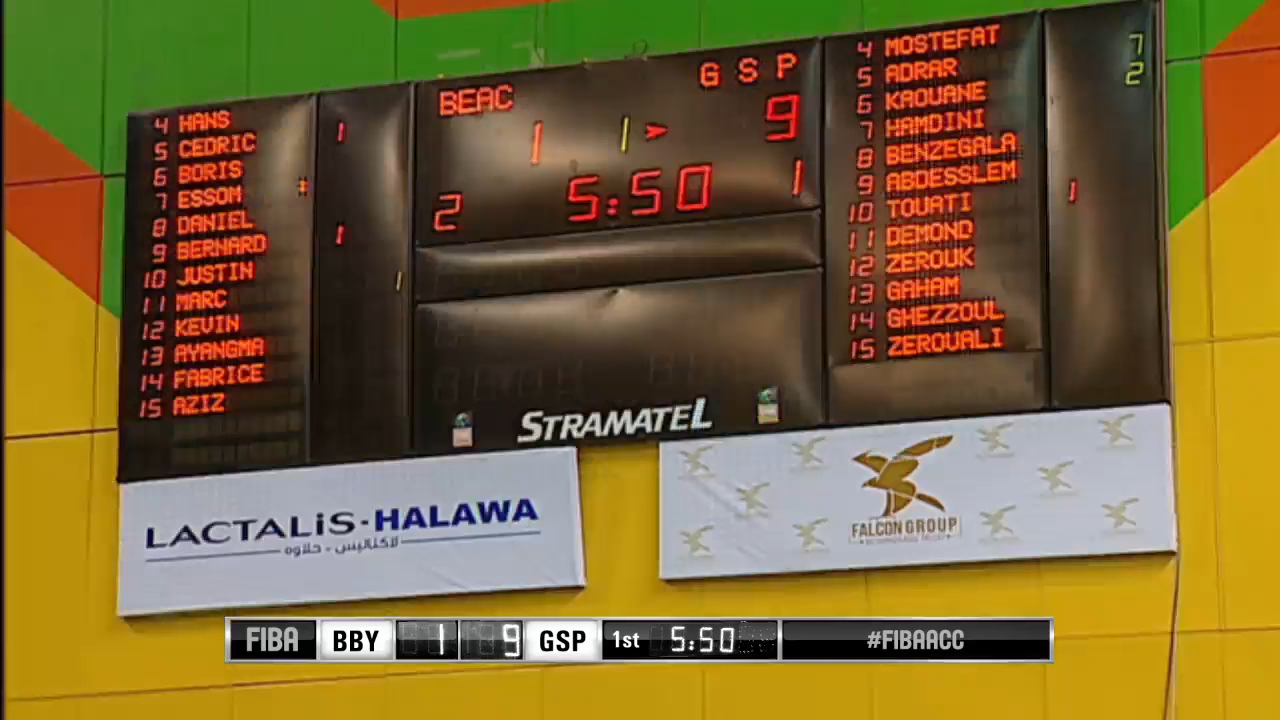 4 HANS 1
5 CEDRIC
6 BORIS
7 ESSOM
8 DANIEL 1
9 BERNARD
10 JUSTIN 1
11 MARC
12 KEVIN
13 AYANGMA
14 FABRICE
15 AZIZ
BEAC GSP
1 1 9
2 5:50 1
4 MOSTEFAT 7
5 ADRAR 2
6 KAOUANE
7 HAMDINI
8 BENZEGALA
9 ABDESSLEM 1
10 TOUATI
11 DEMOND
12 ZEROUK
13 GAHAM
14 GHEZZOUL
15 ZEROUALI
STRAMATEL
LACTALIS·HALAWA
لاكتاليس - حلاوه
FALCON GROUP
FIBA BBY 1 9 GSP 1st 5:50 #FIBAACC